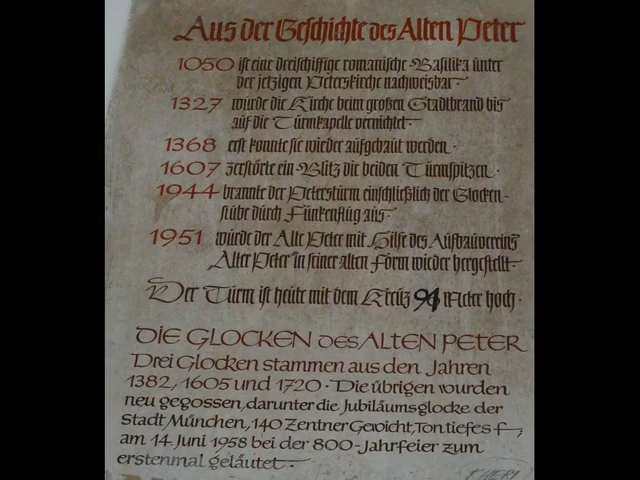 Aus der Geschichte des Alten Peter
1050 ist eine dreischiffige romanische Basilika unter
der jetzigen Peterskirche nachweisbar.
1327 wurde die Kirche beim großen Stadtbrand bis
auf die Turmkapelle vernichtet.
1368 erst konnte sie wieder aufgebaut werden.
1607 zerstörte ein Blitz die beiden Turmspitzen.
1944 brannte der Petersturm einschließlich der Glocken-
stube durch Funkenflug aus.
1951 wurde der Alte Peter mit Hilfe des Aufbauvereins
Alter Peter in seiner alten Form wieder hergestellt.
Der Turm ist heute mit dem Kreuz 94 Meter hoch.
DIE GLOCKEN DES ALTEN PETER
Drei Glocken stammen aus den Jahren
1382, 1605 und 1720. Die übrigen wurden
neu gegossen, darunter die Jubiläumsglocke der
Stadt München, 140 Zentner Gewicht, Ton tiefes F,
am 14. Juni 1958 bei der 800-Jahrfeier zum
erstenmal geläutet.